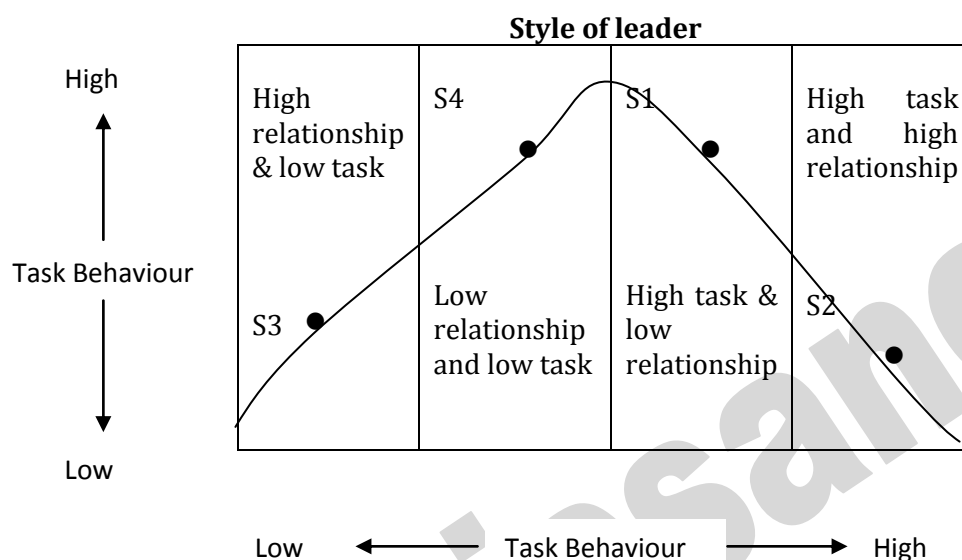 Style of leader
High
Task Behaviour
Low
High
relationship
& low task
S3
S4
Low
relationship
and low task
S1
High task &
low
relationship
High task
and high
relationship
S2
Low
Task Behaviour
High